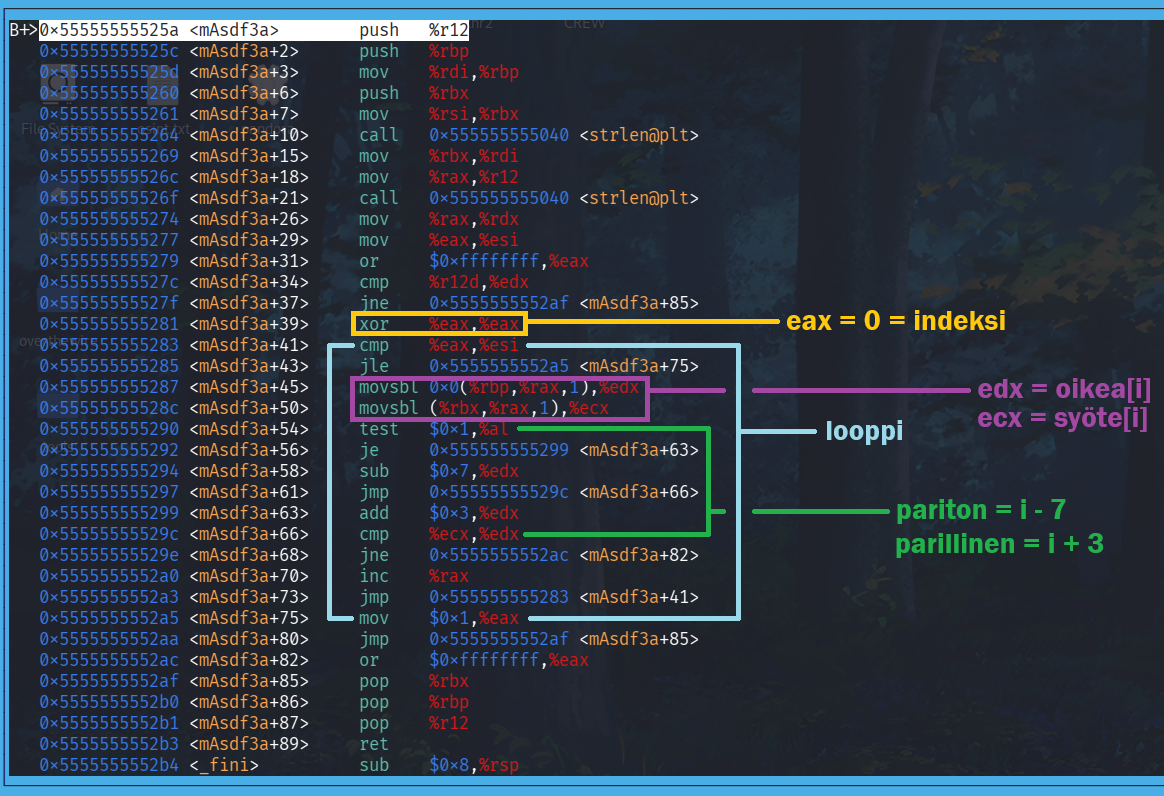 B+>0×55555555525a <mAsdf3a> push %r12
0×55555555525c <mAsdf3a+2> push %rbp
0×55555555525d <mAsdf3a+3> mov %rdi,%rbp
0×555555555260 <mAsdf3a+6> push %rbx
0×555555555261 <mAsdf3a+7> mov %rsi,%rbx
0×555555555264 <mAsdf3a+10> call 0×555555555040 <strlen@plt>
0×555555555269 <mAsdf3a+15> mov %rbx,%rdi
0×55555555526c <mAsdf3a+18> mov %rax,%r12
0×55555555526f <mAsdf3a+21> call 0×555555555040 <strlen@plt>
0×555555555274 <mAsdf3a+26> mov %rax,%rdx
0×555555555277 <mAsdf3a+29> mov %eax,%esi
0×555555555279 <mAsdf3a+31> or $0×ffffffff,%eax
0×55555555527c <mAsdf3a+34> cmp %r12d,%edx
0×55555555527f <mAsdf3a+37> jne 0×5555555552af <mAsdf3a+85>
0×555555555281 <mAsdf3a+39> xor %eax,%eax
eax = 0 = indeksi
0×555555555283 <mAsdf3a+41> cmp %eax,%esi
0×555555555285 <mAsdf3a+43> jle 0×5555555552a5 <mAsdf3a+75>
0×555555555287 <mAsdf3a+45> movsbl 0×0(%rbp,%rax,1),%edx
edx = oikea[i]
0×55555555528c <mAsdf3a+50> movsbl (%rbx,%rax,1),%ecx
ecx = syöte[i]
0×555555555290 <mAsdf3a+54> test $0×1,%al
looppi
0×555555555292 <mAsdf3a+56> je 0×555555555299 <mAsdf3a+63>
0×555555555294 <mAsdf3a+58> sub $0×7,%edx
0×555555555297 <mAsdf3a+61> jmp 0×55555555529c <mAsdf3a+66>
0×555555555299 <mAsdf3a+63> add $0×3,%edx
pariton = i - 7
0×55555555529c <mAsdf3a+66> cmp %ecx,%edx
parillinen = i + 3
0×55555555529e <mAsdf3a+68> jne 0×5555555552ac <mAsdf3a+82>
0×5555555552a0 <mAsdf3a+70> inc %rax
0×5555555552a3 <mAsdf3a+73> jmp 0×555555555283 <mAsdf3a+41>
0×5555555552a5 <mAsdf3a+75> mov $0×1,%eax
0×5555555552aa <mAsdf3a+80> jmp 0×5555555552af <mAsdf3a+85>
0×5555555552ac <mAsdf3a+82> or $0×ffffffff,%eax
0×5555555552af <mAsdf3a+85> pop %rbx
0×5555555552b0 <mAsdf3a+86> pop %rbp
0×5555555552b1 <mAsdf3a+87> pop %r12
0×5555555552b3 <mAsdf3a+89> ret
0×5555555552b4 <_fini> sub $0×8,%rsp